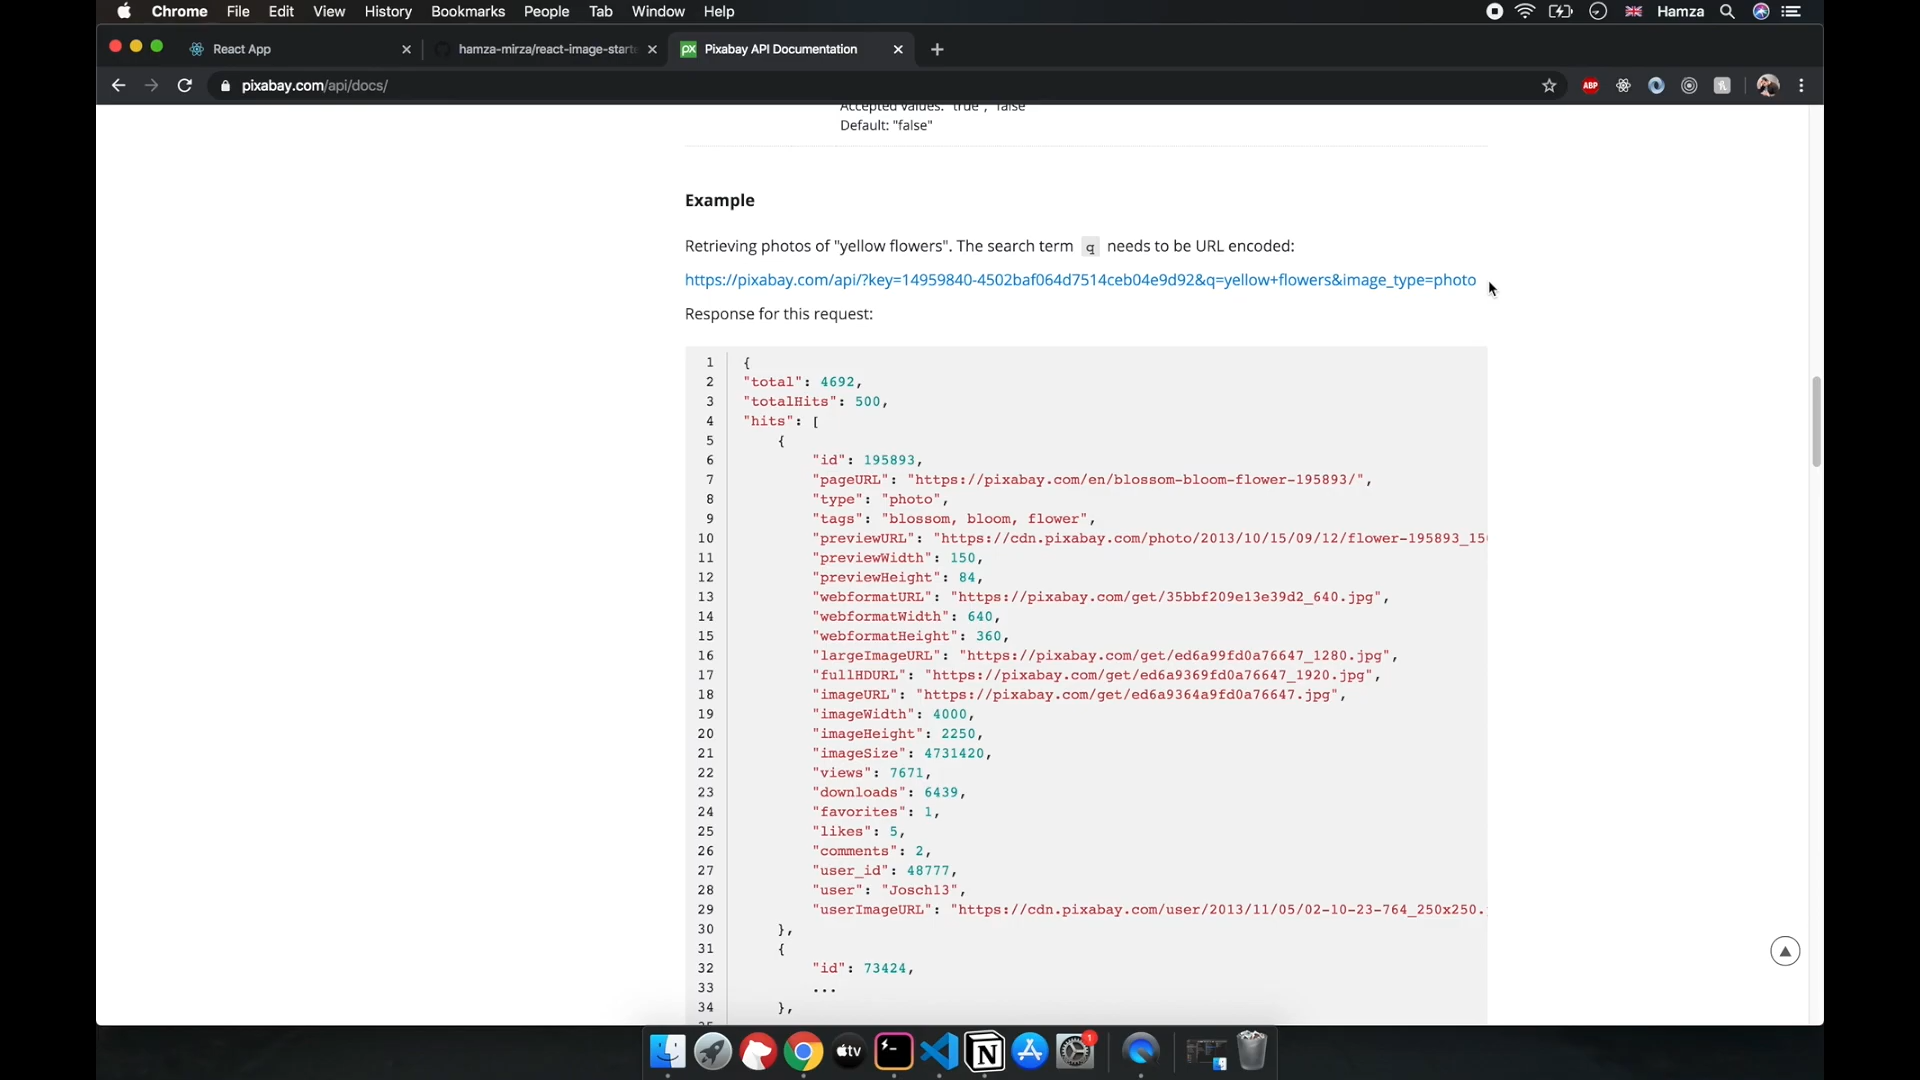 Chrome File Edit View History Bookmarks People Tab Window Help Hamza
React App hamza-mirza/react-image-starte Pixabay API Documentation
pixabay.com/api/docs/ ABP
Accepted values: "true", "false"
Default: "false"
Example
Retrieving photos of "yellow flowers". The search term q needs to be URL encoded:
https://pixabay.com/api/?key=14959840-4502baf064d7514ceb04e9d92&q=yellow+flowers&image_type=photo
Response for this request:
1 {
2 "total": 4692,
3 "totalHits": 500,
4 "hits": [
5 {
6 "id": 195893,
7 "pageURL": "https://pixabay.com/en/blossom-bloom-flower-195893/",
8 "type": "photo",
9 "tags": "blossom, bloom, flower",
10 "previewURL": "https://cdn.pixabay.com/photo/2013/10/15/09/12/flower-195893_150
11 "previewWidth": 150,
12 "previewHeight": 84,
13 "webformatURL": "https://pixabay.com/get/35bbf209e13e39d2_640.jpg",
14 "webformatWidth": 640,
15 "webformatHeight": 360,
16 "largeImageURL": "https://pixabay.com/get/ed6a99fd0a76647_1280.jpg",
17 "fullHDURL": "https://pixabay.com/get/ed6a9369fd0a76647_1920.jpg",
18 "imageURL": "https://pixabay.com/get/ed6a9364a9fd0a76647.jpg",
19 "imageWidth": 4000,
20 "imageHeight": 2250,
21 "imageSize": 4731420,
22 "views": 7671,
23 "downloads": 6439,
24 "favorites": 1,
25 "likes": 5,
26 "comments": 2,
27 "user_id": 48777,
28 "user": "Josch13",
29 "userImageURL": "https://cdn.pixabay.com/user/2013/11/05/02-10-23-764_250x250.
30 },
31 {
32 "id": 73424,
33 ...
34 },
tv 1